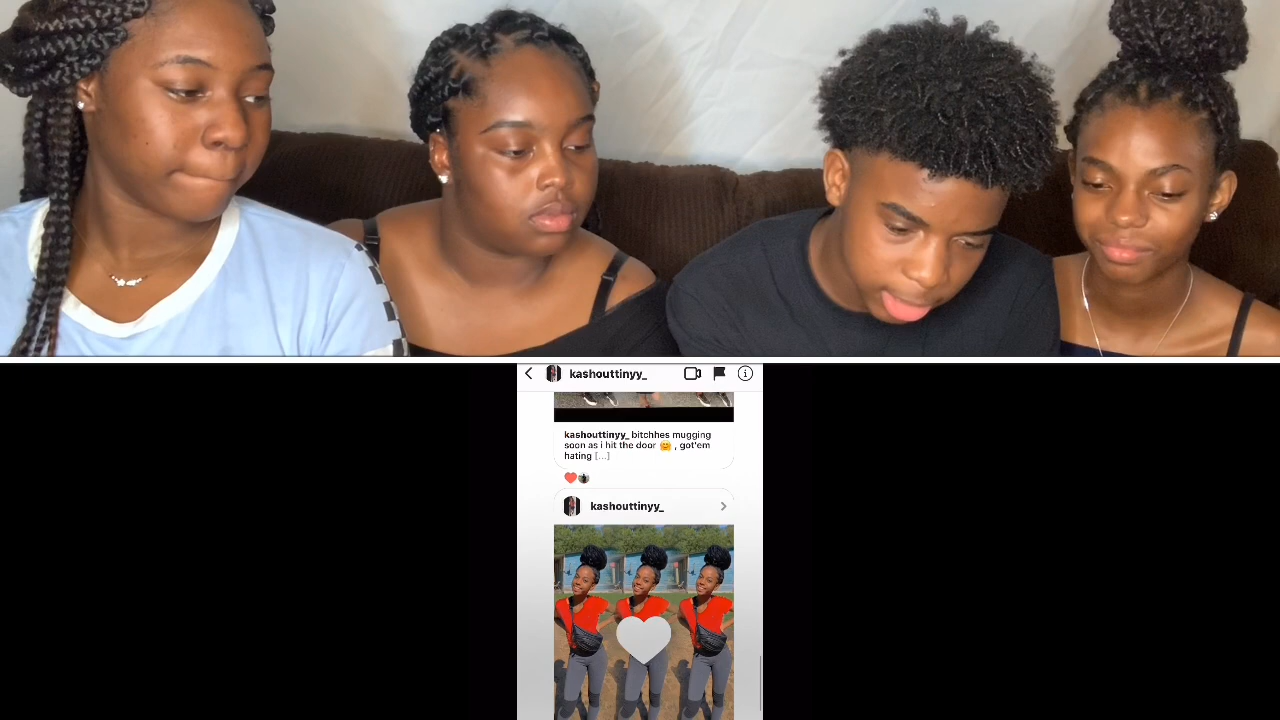 kashouttinyy_
kashouttinyy_ bitchhes mugging
soon as i hit the door 🤗 , got'em
hating [...]
kashouttinyy_